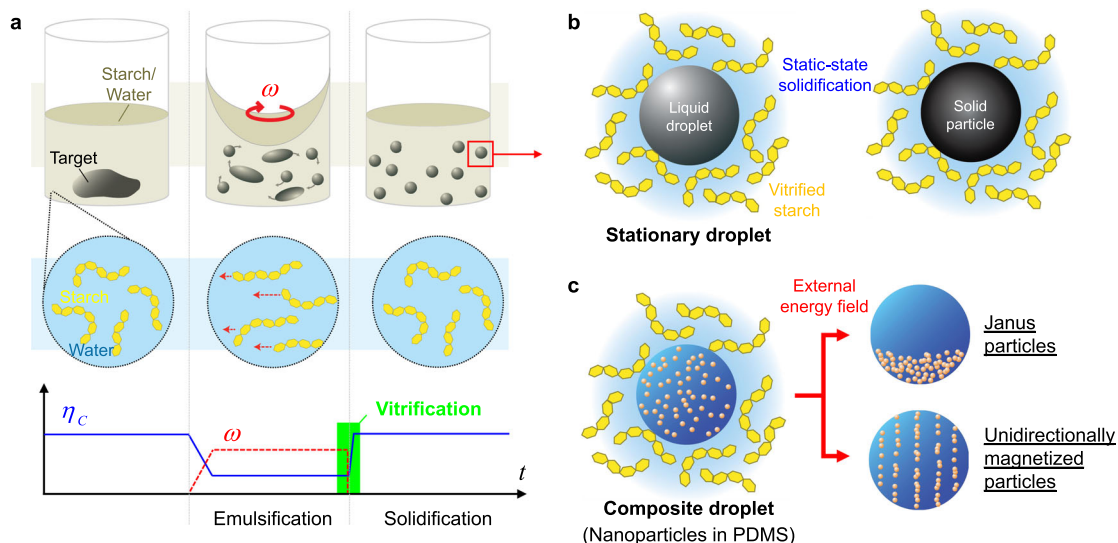 a
Starch/
Water
ω
Target
Starch
Water
η_C
Vitrification
ω
t
Emulsification
Solidification
b
Static-state
solidification
Liquid
droplet
Solid
particle
Vitrified
starch
Stationary droplet
c
External
energy field
Janus
particles
Unidirectionally
magnetized
particles
Composite droplet
(Nanoparticles in PDMS)